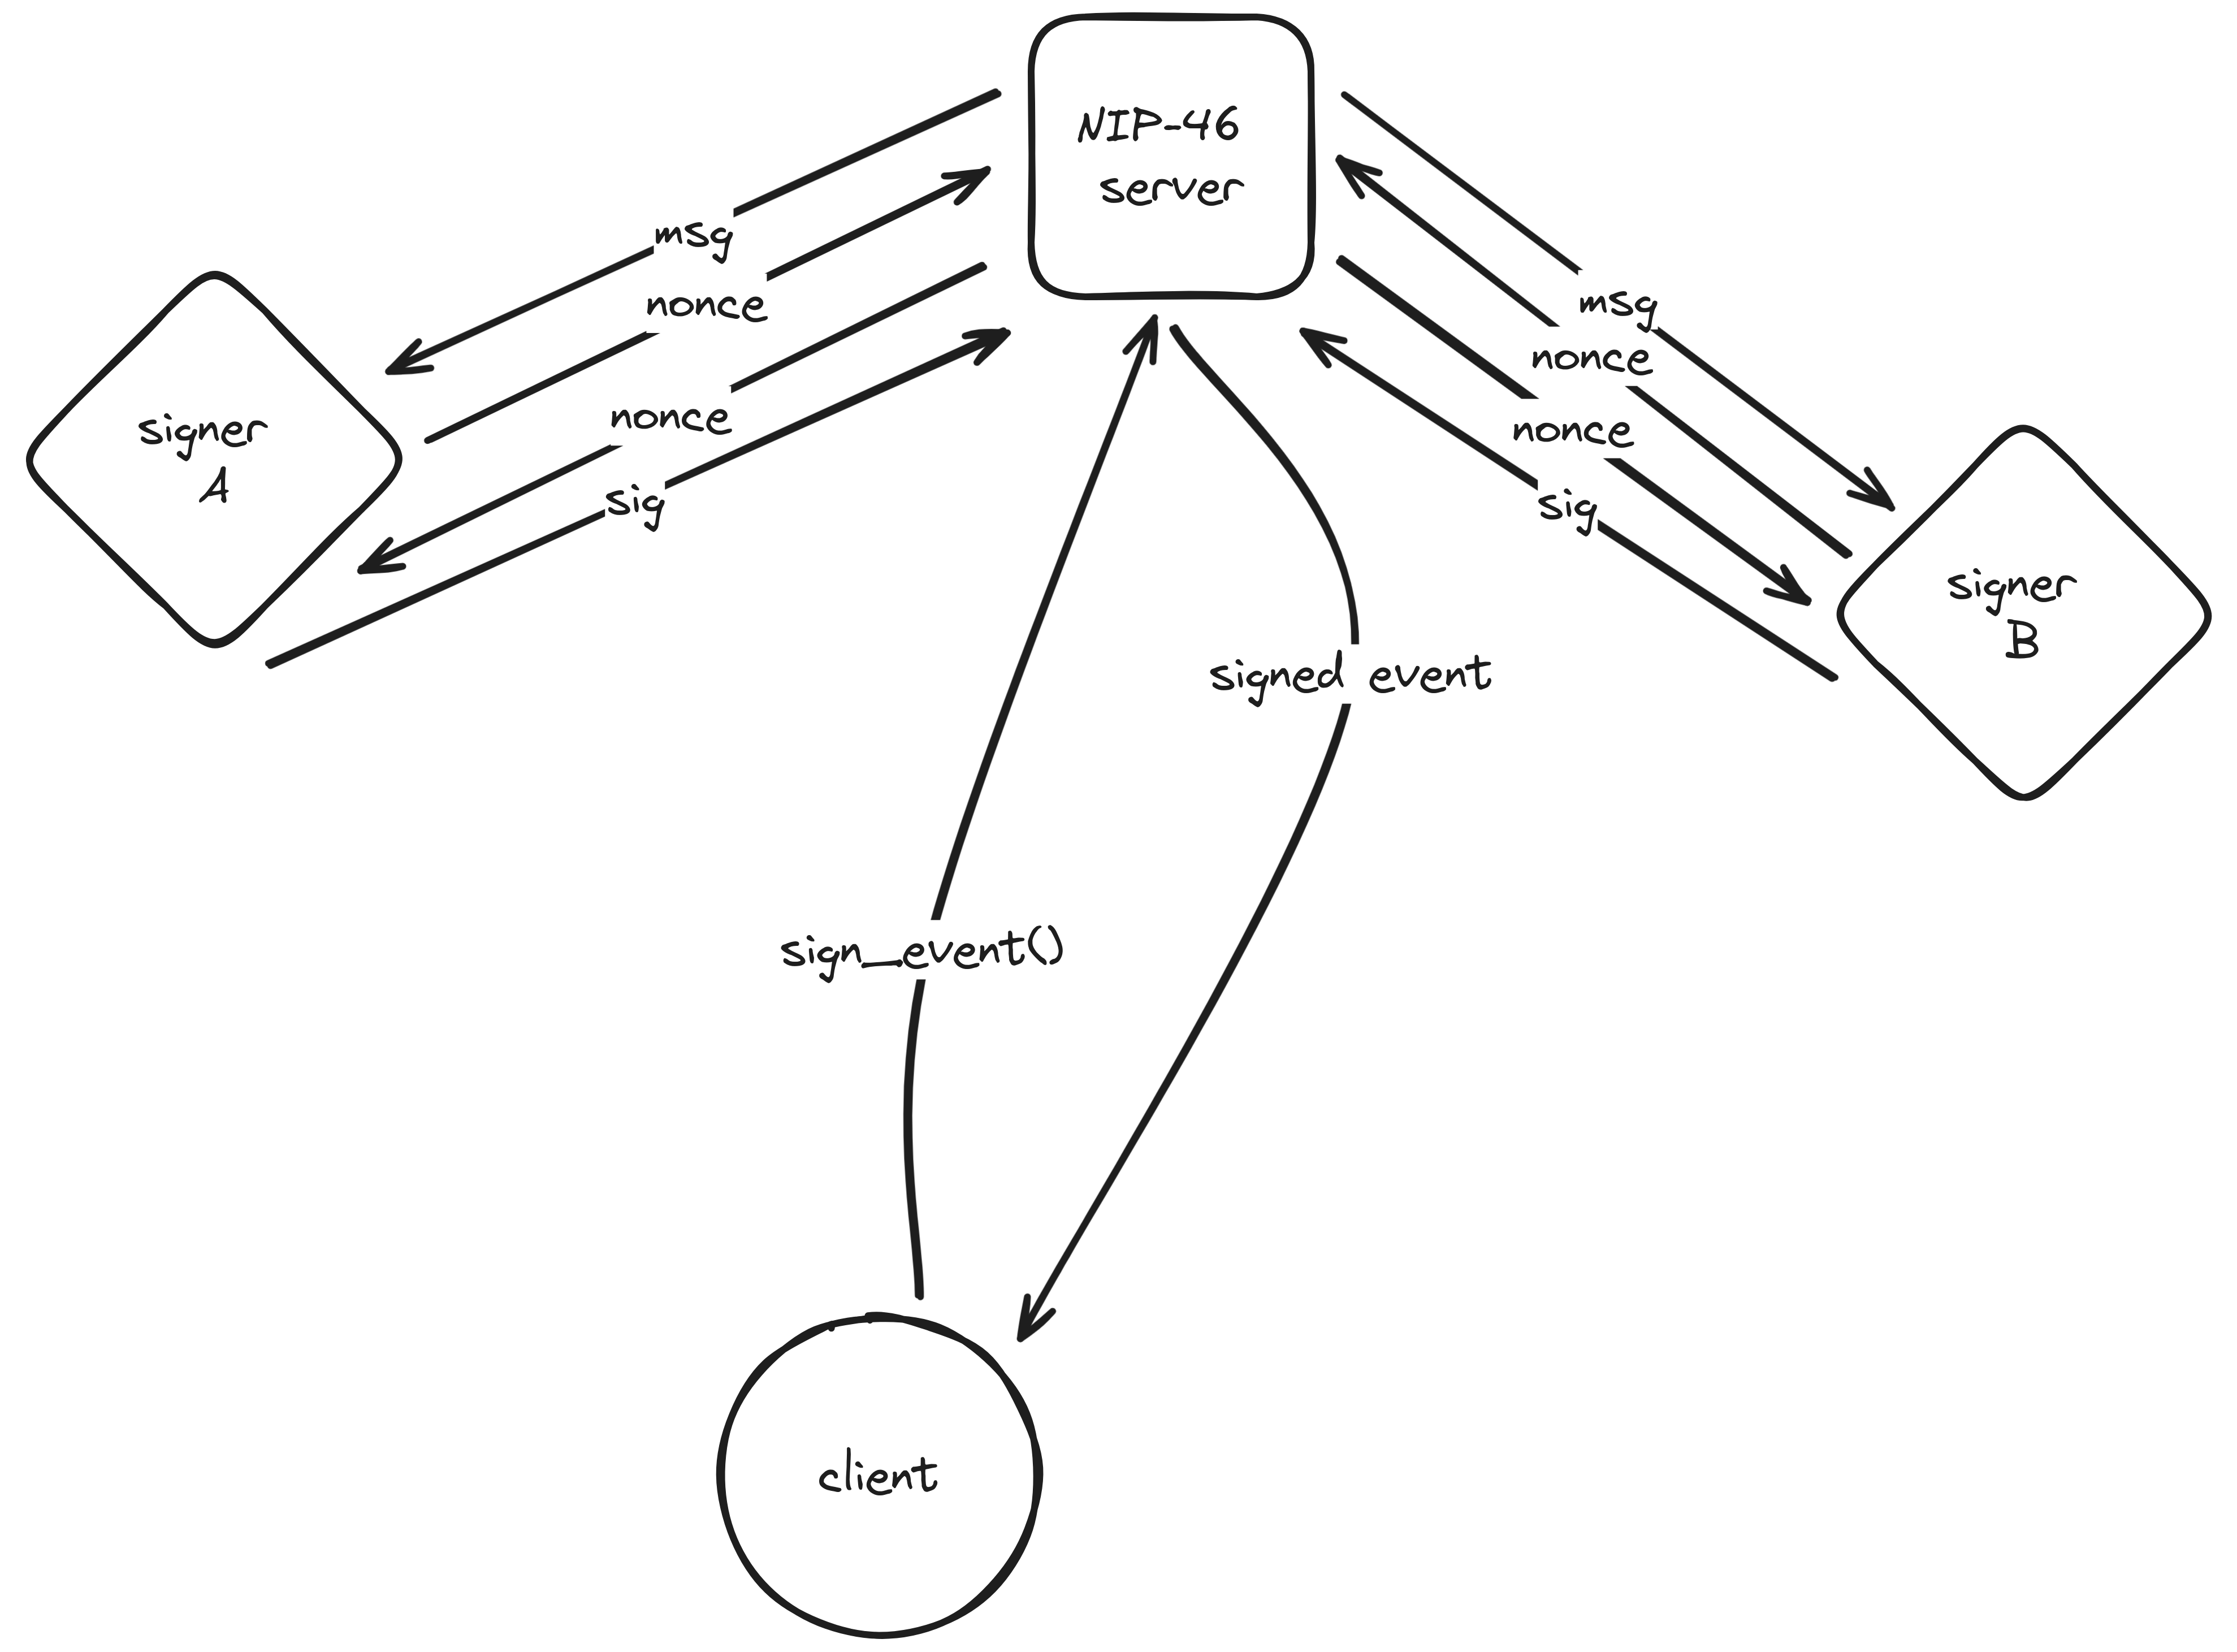 NIP-46
server
msg
nonce
nonce
sig
signer
A
msg
nonce
nonce
sig
signer
B
signed event
sign_event()
client